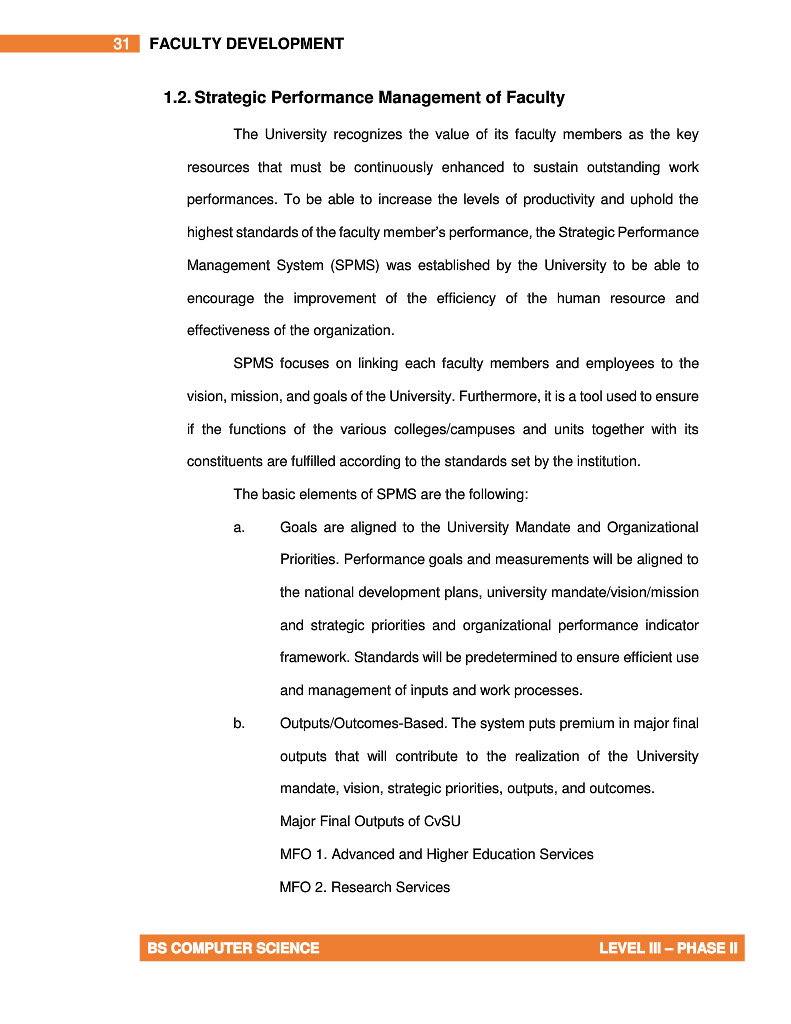 31 FACULTY DEVELOPMENT
1.2. Strategic Performance Management of Faculty
The University recognizes the value of its faculty members as the key
resources that must be continuously enhanced to sustain outstanding work
performances. To be able to increase the levels of productivity and uphold the
highest standards of the faculty member’s performance, the Strategic Performance
Management System (SPMS) was established by the University to be able to
encourage the improvement of the efficiency of the human resource and
effectiveness of the organization.
SPMS focuses on linking each faculty members and employees to the
vision, mission, and goals of the University. Furthermore, it is a tool used to ensure
if the functions of the various colleges/campuses and units together with its
constituents are fulfilled according to the standards set by the institution.
The basic elements of SPMS are the following:
a. Goals are aligned to the University Mandate and Organizational
Priorities. Performance goals and measurements will be aligned to
the national development plans, university mandate/vision/mission
and strategic priorities and organizational performance indicator
framework. Standards will be predetermined to ensure efficient use
and management of inputs and work processes.
b. Outputs/Outcomes-Based. The system puts premium in major final
outputs that will contribute to the realization of the University
mandate, vision, strategic priorities, outputs, and outcomes.
Major Final Outputs of CvSU
MFO 1. Advanced and Higher Education Services
MFO 2. Research Services
BS COMPUTER SCIENCE LEVEL III – PHASE II